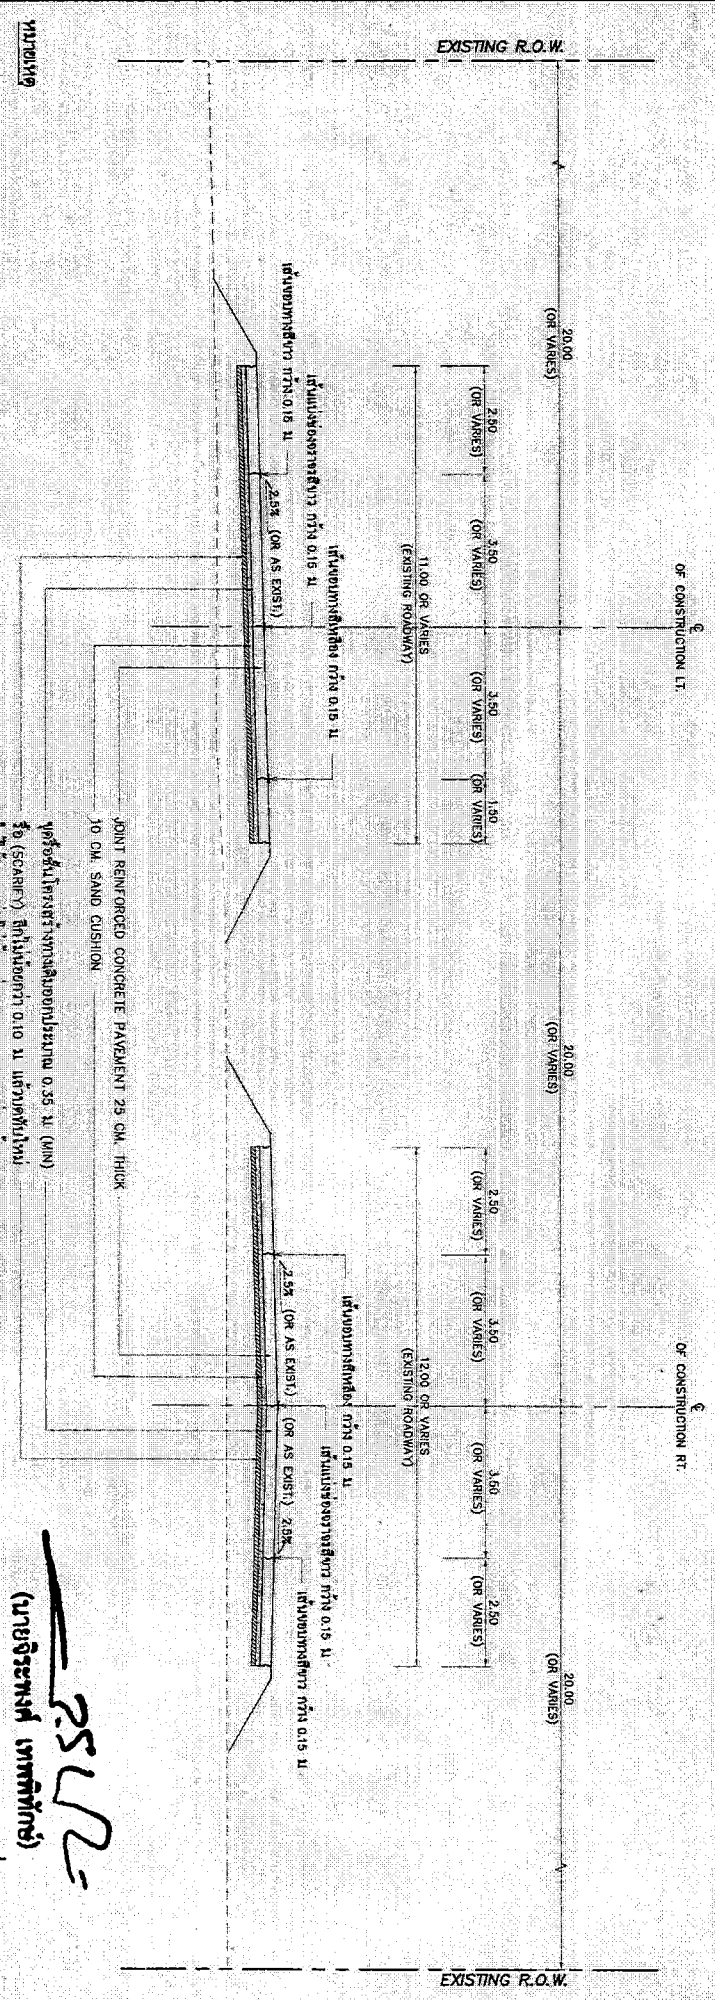 EXISTING R.O.W.
EXISTING R.O.W.
℄
OF CONSTRUCTION LT.
℄
OF CONSTRUCTION RT.
20.00
(OR VARIES)
20.00
(OR VARIES)
20.00
(OR VARIES)
2.50
(OR VARIES)
3.50
(OR VARIES)
3.50
(OR VARIES)
1.50
(OR VARIES)
2.50
(OR VARIES)
3.50
(OR VARIES)
3.50
(OR VARIES)
2.50
(OR VARIES)
11.00 OR VARIES
(EXISTING ROADWAY)
12.00 OR VARIES
(EXISTING ROADWAY)
เส้นขอบทางสีเหลือง กว้าง 0.15 ม
เส้นแบ่งช่องจราจรสีขาว กว้าง 0.15 ม
เส้นขอบทางสีขาว กว้าง 0.15 ม
2.5% (OR AS EXIST.)
เส้นขอบทางสีเหลือง กว้าง 0.15 ม
เส้นแบ่งช่องจราจรสีขาว กว้าง 0.15 ม
เส้นขอบทางสีขาว กว้าง 0.15 ม
2.5% (OR AS EXIST.)
(OR AS EXIST.) 2.5%
JOINT REINFORCED CONCRETE PAVEMENT 25 CM. THICK
10 CM. SAND CUSHION
ขุดรื้อชั้นโครงสร้างทางเดิมออกประมาณ 0.35 ม (MIN)
รื้อ (SCARIFY) ลึกไม่น้อยกว่า 0.10 ม แล้วบดทับใหม่
หมายเหตุ
(นายจิระพงศ์ เทพพิทักษ์)